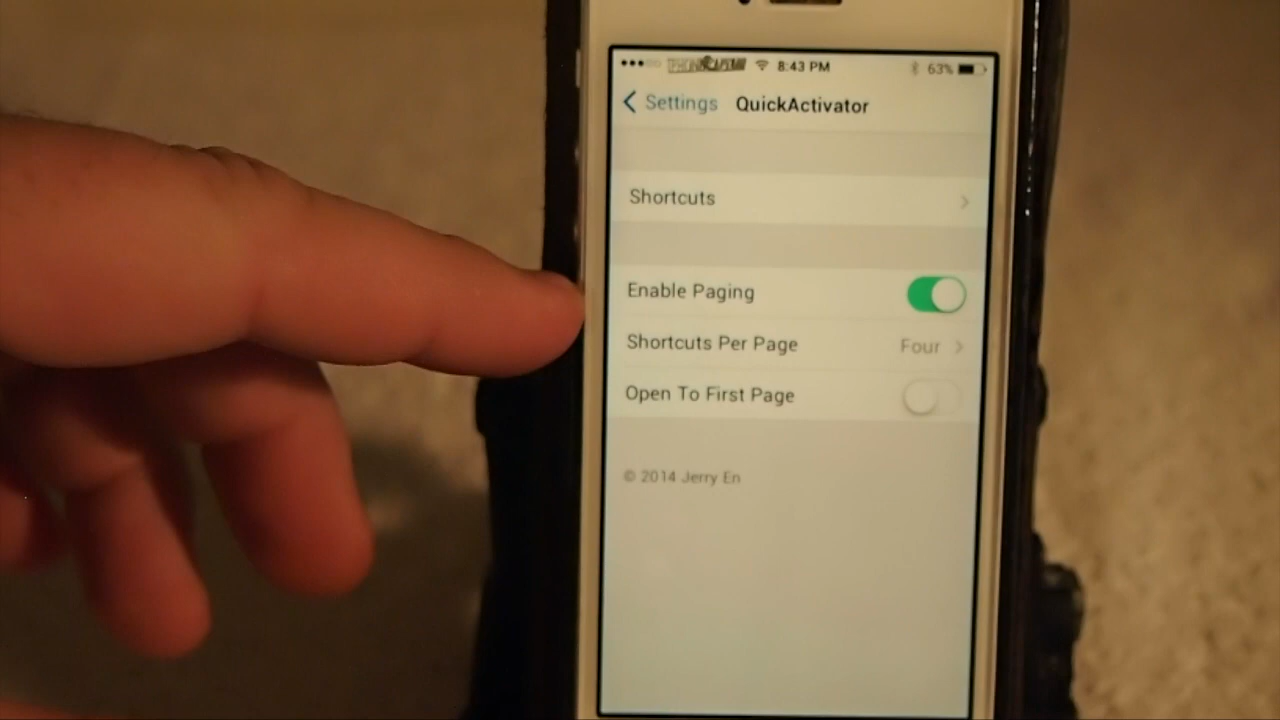 8:43 PM 63%
Settings QuickActivator
Shortcuts
Enable Paging
Shortcuts Per Page Four
Open To First Page
© 2014 Jerry En